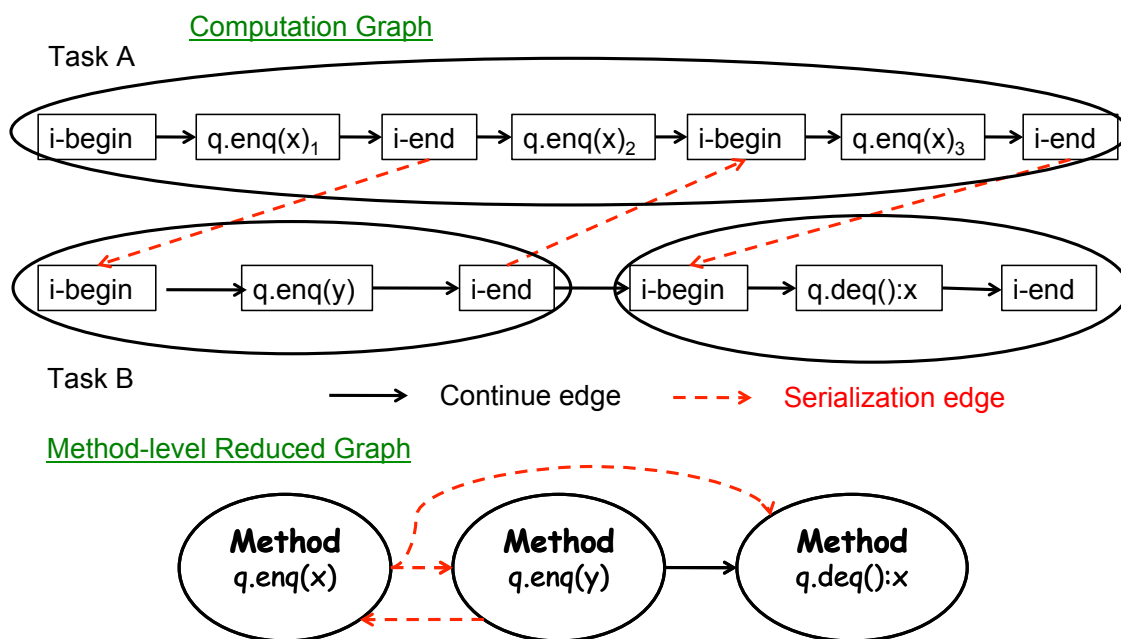 Computation Graph
Task A
i-begin q.enq(x)₁ i-end q.enq(x)₂ i-begin q.enq(x)₃ i-end
i-begin q.enq(y) i-end i-begin q.deq():x i-end
Task B
Continue edge Serialization edge
Method-level Reduced Graph
Method Method Method
q.enq(x) q.enq(y) q.deq():x